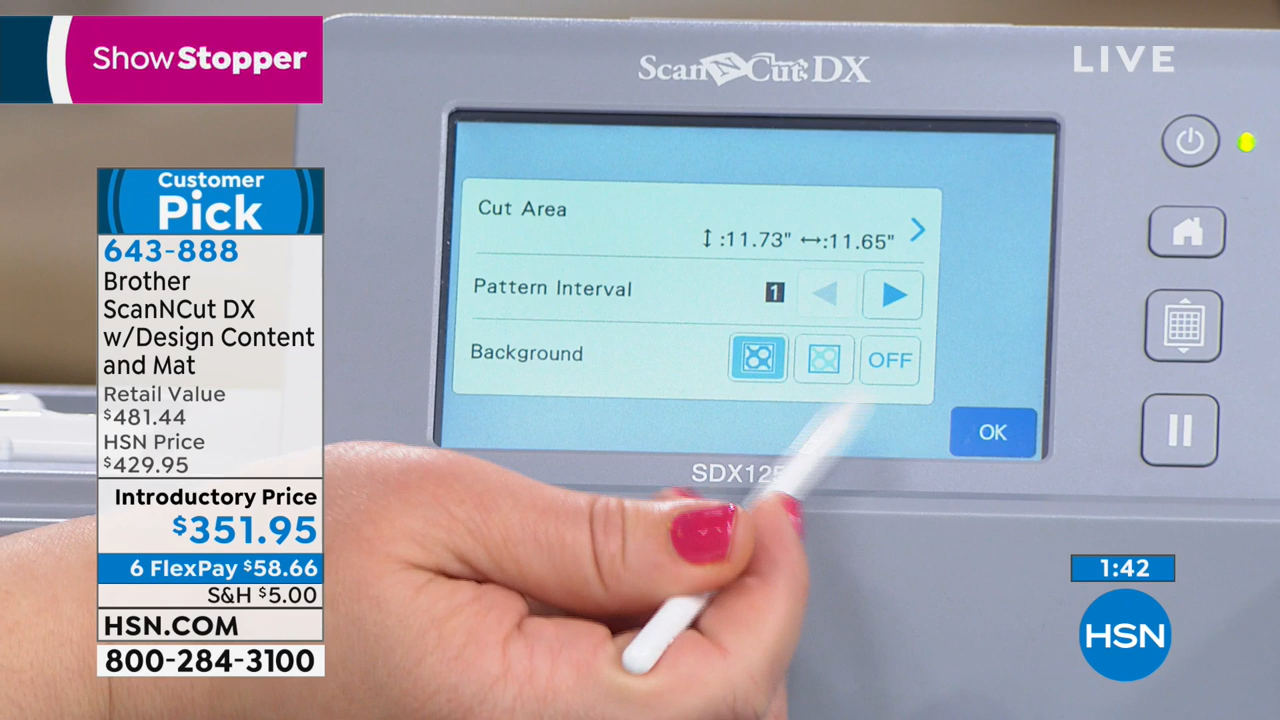 ShowStopper
LIVE
ScanNCut DX
Customer
Pick
643-888
Brother
ScanNCut DX
w/Design Content
and Mat
Retail Value
$481.44
HSN Price
$429.95
Introductory Price
$351.95
6 FlexPay $58.66
S&H $5.00
HSN.COM
800-284-3100
Cut Area
↕:11.73" ↔:11.65"
Pattern Interval
1
Background
OFF
OK
1:42
HSN